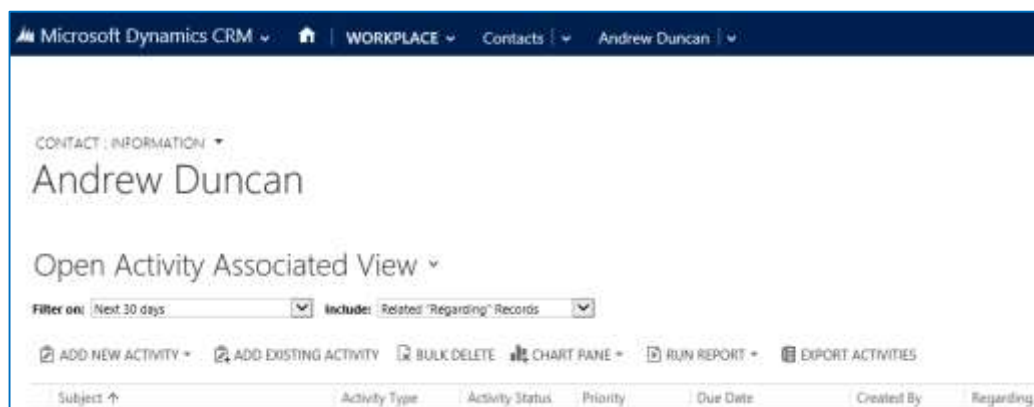 Microsoft Dynamics CRM WORKPLACE Contacts Andrew Duncan
CONTACT : INFORMATION
Andrew Duncan
Open Activity Associated View
Filter on: Next 30 days Include: Related "Regarding" Records
ADD NEW ACTIVITY ADD EXISTING ACTIVITY BULK DELETE CHART PANE RUN REPORT EXPORT ACTIVITIES
Subject ↑ Activity Type Activity Status Priority Due Date Created By Regarding